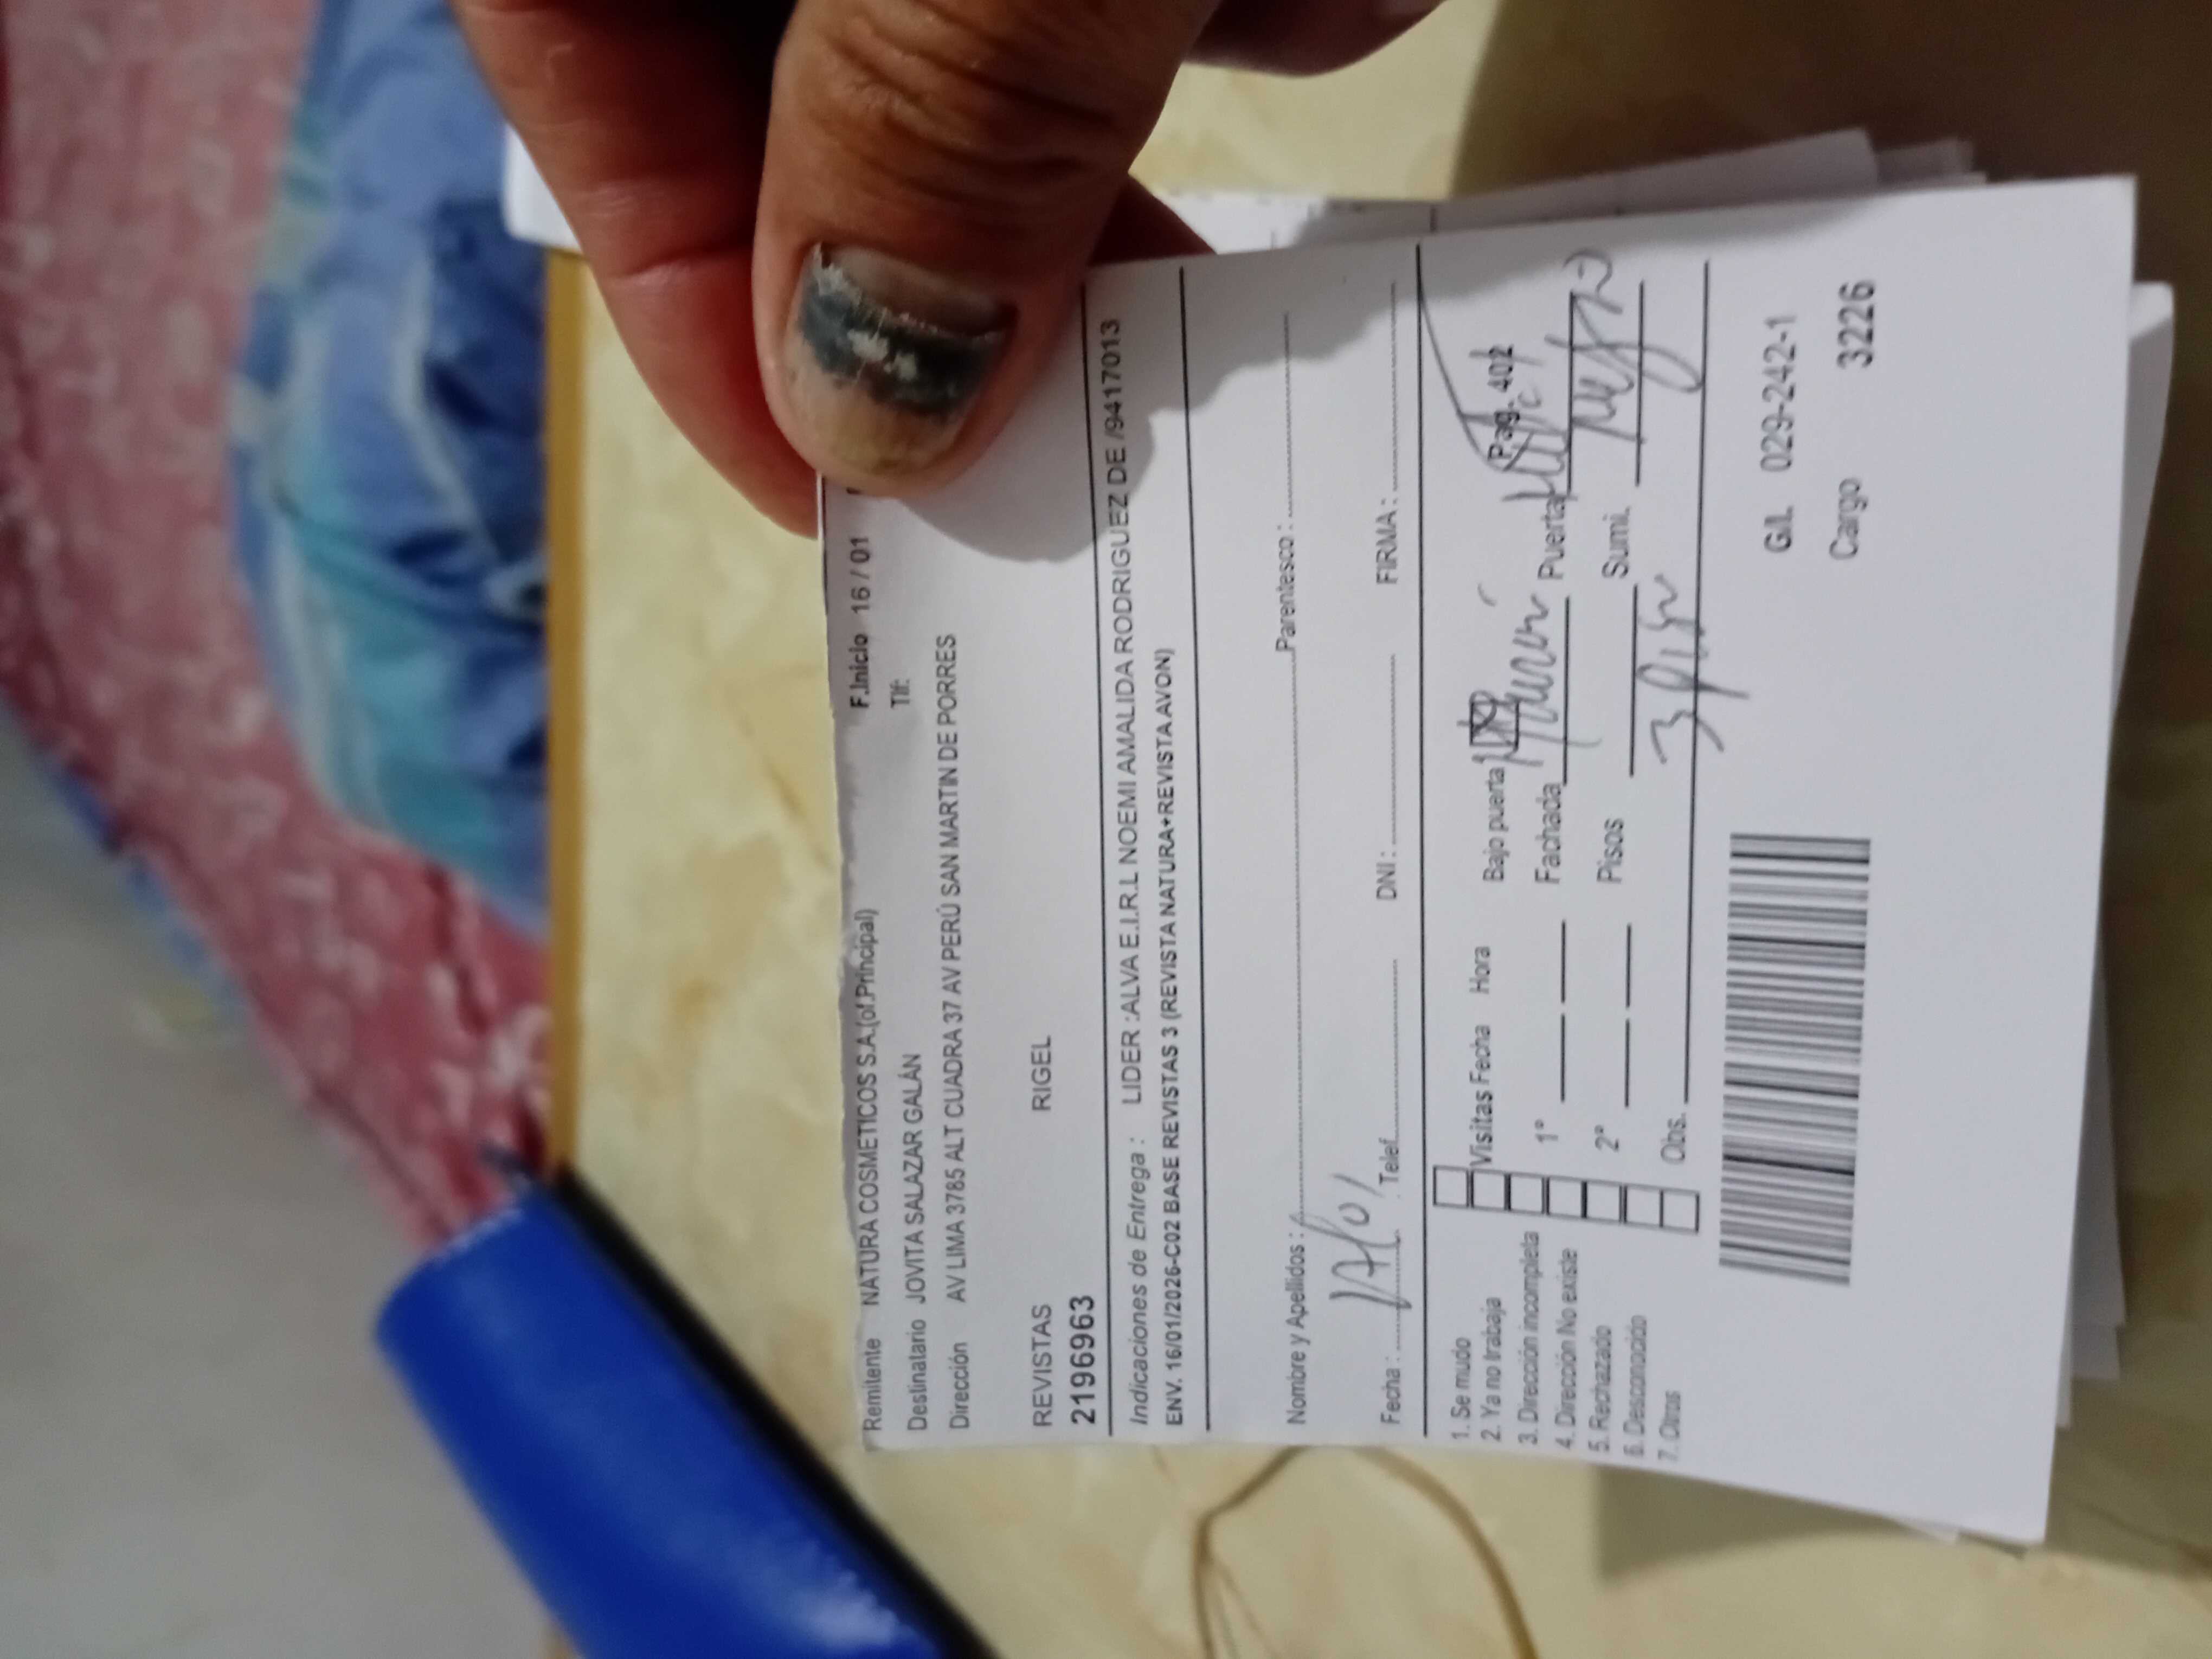 Remitente NATURA COSMETICOS S.A.(of.Principal) F.Inicio 16 / 01
Destinatario JOVITA SALAZAR GALÁN Tlf:
Dirección AV LIMA 3785 ALT CUADRA 37 AV PERÚ SAN MARTIN DE PORRES
REVISTAS RIGEL
2196963
Indicaciones de Entrega : LIDER :ALVA E.I.R.L NOEMI AMALIDA RODRIGUEZ DE /9417013
ENV. 16/01/2026-C02 BASE REVISTAS 3 (REVISTA NATURA+REVISTA AVON)
Nombre y Apellidos : Parentesco :
Fecha : Telef. DNI : FIRMA :
1. Se mudo
2. Ya no trabaja Visitas Fecha Hora Bajo puerta Pag. 402
3. Dirección incompleta
4. Dirección No existe 1º Fachada Puerta
5. Rechazado
6. Desconocido 2º Pisos Sumi.
7. Otros Obs. 3
G/L 029-242-1
Cargo 3226